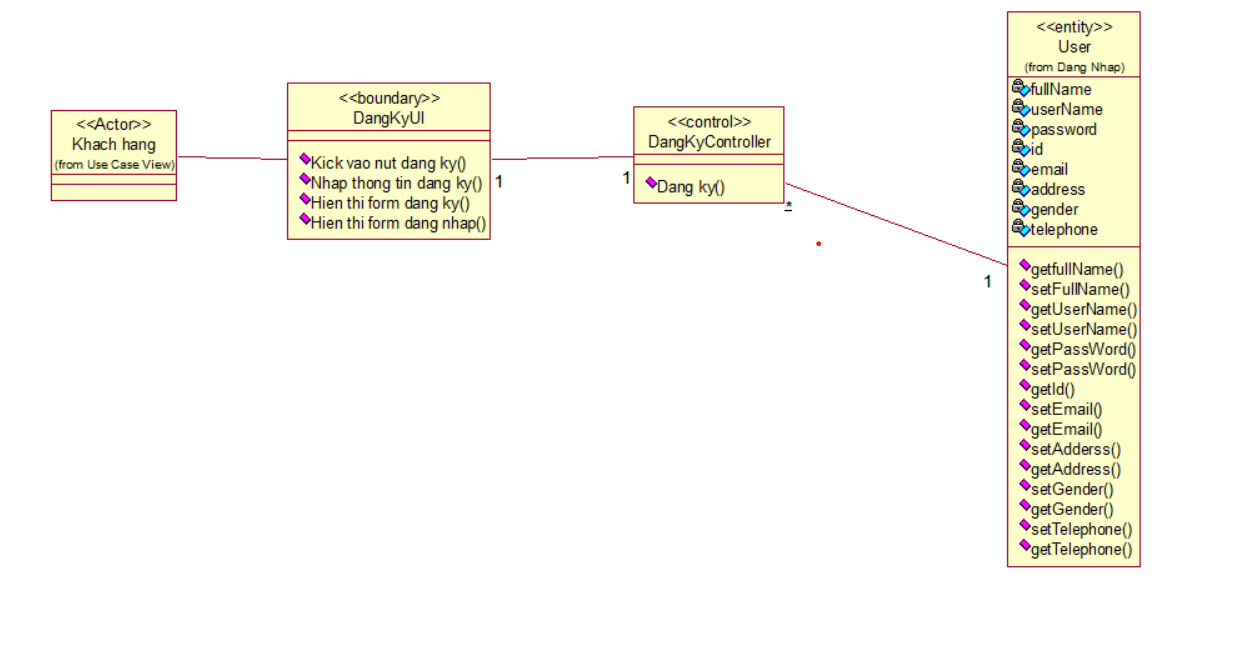 <<Actor>>
Khach hang
(from Use Case View)
<<boundary>>
DangKyUI
Kick vao nut dang ky()
Nhap thong tin dang ky()
Hien thi form dang ky()
Hien thi form dang nhap()
1
1
<<control>>
DangKyController
Dang ky()
*
1
<<entity>>
User
(from Dang Nhap)
fullName
userName
password
id
email
address
gender
telephone
getfullName()
setFullName()
getUserName()
setUserName()
getPassWord()
setPassWord()
getId()
setEmail()
getEmail()
setAdderss()
getAddress()
setGender()
getGender()
setTelephone()
getTelephone()